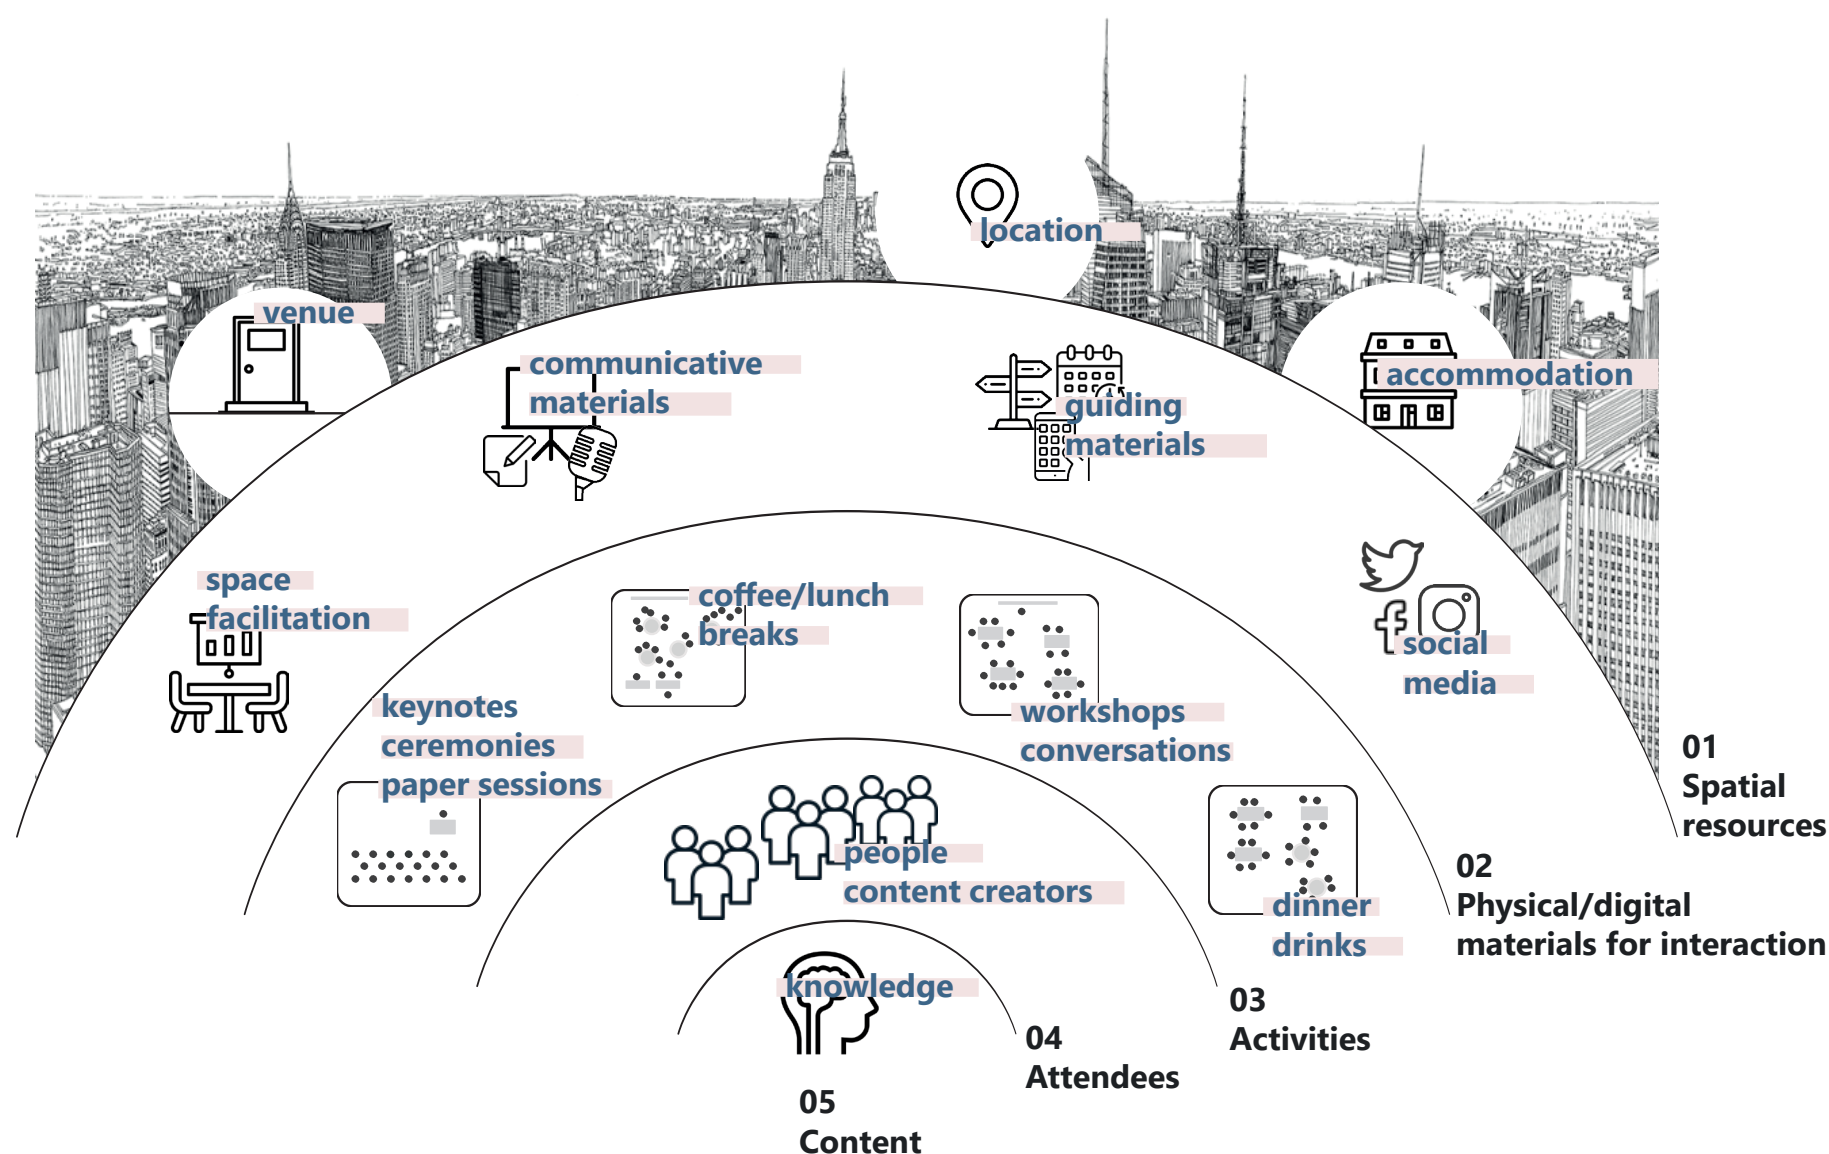 location
venue
communicative
materials
guiding
materials
accommodation
space
facilitation
coffee/lunch
breaks
social
media
keynotes
ceremonies
paper sessions
workshops
conversations
people
content creators
dinner
drinks
knowledge
01
Spatial
resources
02
Physical/digital
materials for interaction
03
Activities
04
Attendees
05
Content